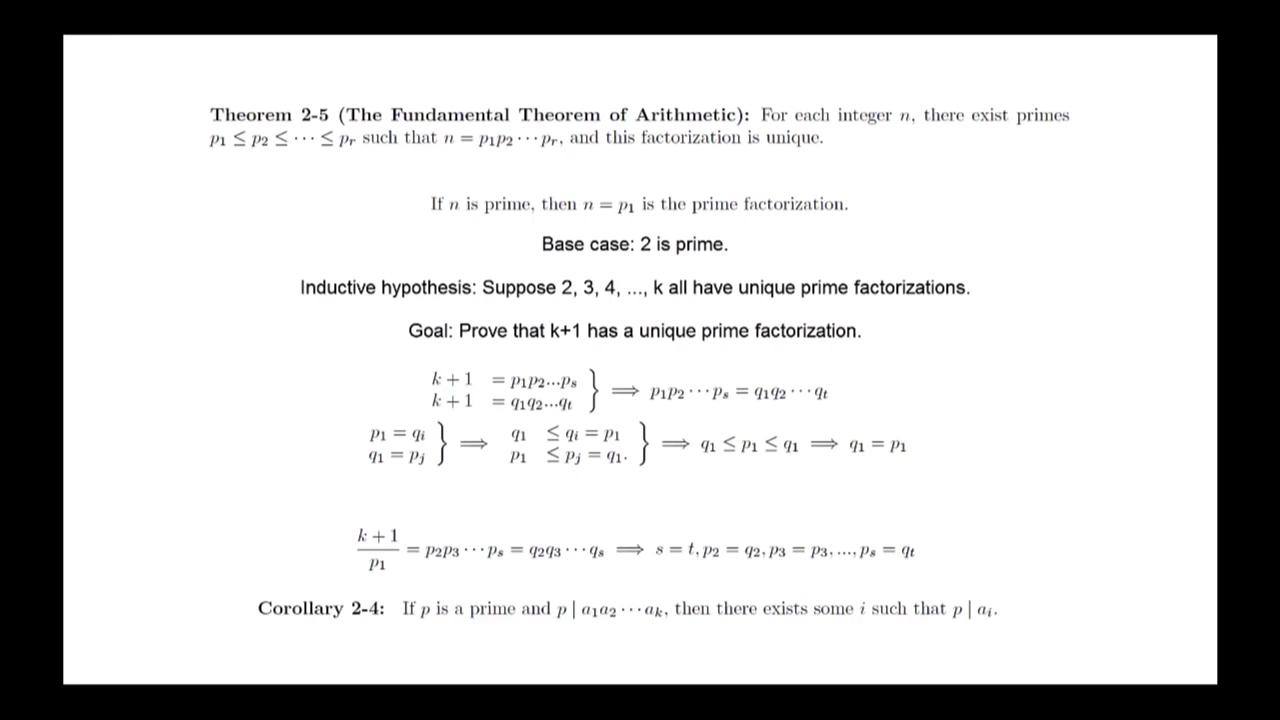 Theorem 2-5 (The Fundamental Theorem of Arithmetic): For each integer n, there exist primes
p₁ ≤ p₂ ≤ ··· ≤ pᵣ such that n = p₁p₂ ··· pᵣ, and this factorization is unique.
If n is prime, then n = p₁ is the prime factorization.
Base case: 2 is prime.
Inductive hypothesis: Suppose 2, 3, 4, ..., k all have unique prime factorizations.
Goal: Prove that k+1 has a unique prime factorization.
k + 1 = p₁p₂...pₛ
k + 1 = q₁q₂...qₜ } ⟹ p₁p₂ ··· pₛ = q₁q₂ ··· qₜ
p₁ = qᵢ
q₁ = pⱼ } ⟹ q₁ ≤ qᵢ = p₁
p₁ ≤ pⱼ = q₁. } ⟹ q₁ ≤ p₁ ≤ q₁ ⟹ q₁ = p₁
(k + 1)/p₁ = p₂p₃ ··· pₛ = q₂q₃ ··· qₛ ⟹ s = t, p₂ = q₂, p₃ = p₃, ..., pₛ = qₜ
Corollary 2-4: If p is a prime and p | a₁a₂ ··· aₖ, then there exists some i such that p | aᵢ.